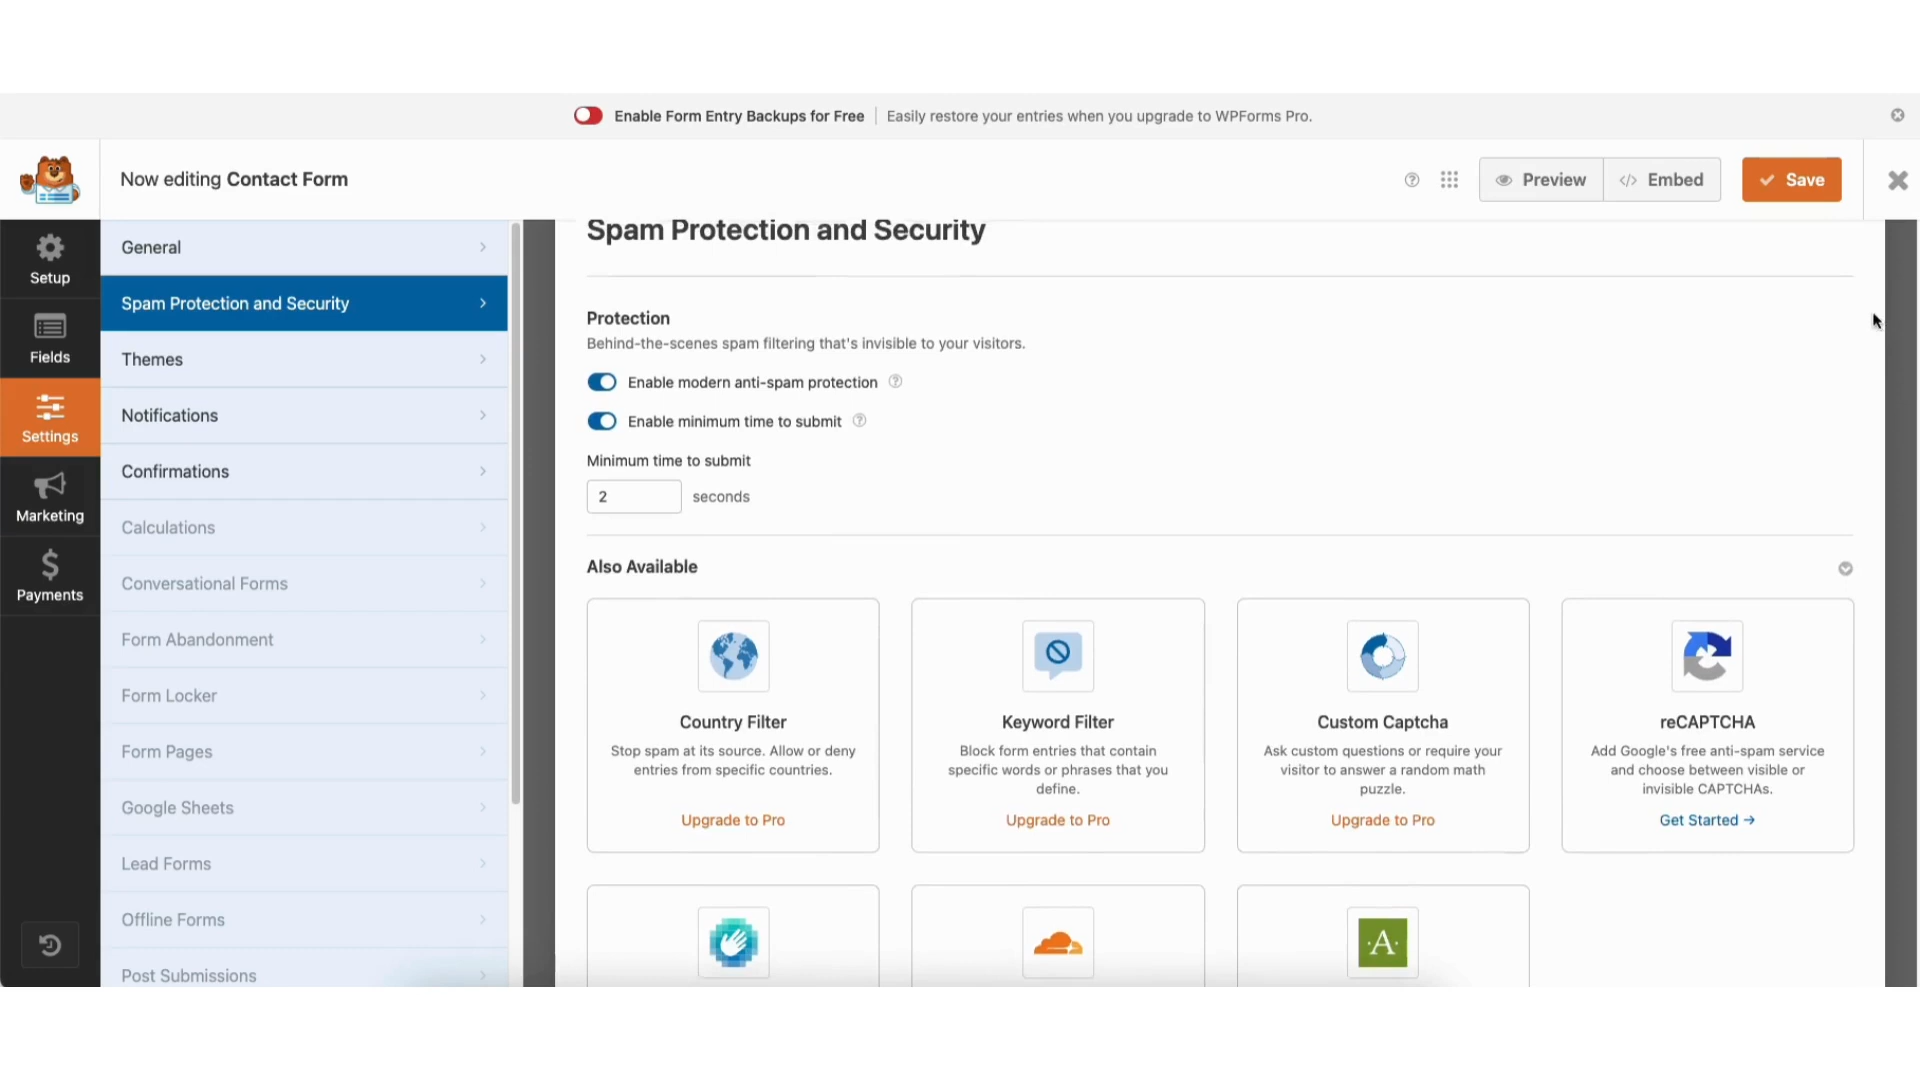 Enable Form Entry Backups for Free Easily restore your entries when you upgrade to WPForms Pro.
Now editing Contact Form
Preview
Embed
Save
Setup
Fields
Settings
Marketing
Payments
General
Spam Protection and Security
Themes
Notifications
Confirmations
Calculations
Conversational Forms
Form Abandonment
Form Locker
Form Pages
Google Sheets
Lead Forms
Offline Forms
Post Submissions
Spam Protection and Security
Protection
Behind-the-scenes spam filtering that's invisible to your visitors.
Enable modern anti-spam protection
Enable minimum time to submit
Minimum time to submit
2 seconds
Also Available
Country Filter
Stop spam at its source. Allow or deny
entries from specific countries.
Upgrade to Pro
Keyword Filter
Block form entries that contain
specific words or phrases that you
define.
Upgrade to Pro
Custom Captcha
Ask custom questions or require your
visitor to answer a random math
puzzle.
Upgrade to Pro
reCAPTCHA
Add Google's free anti-spam service
and choose between visible or
invisible CAPTCHAs.
Get Started →
·A·